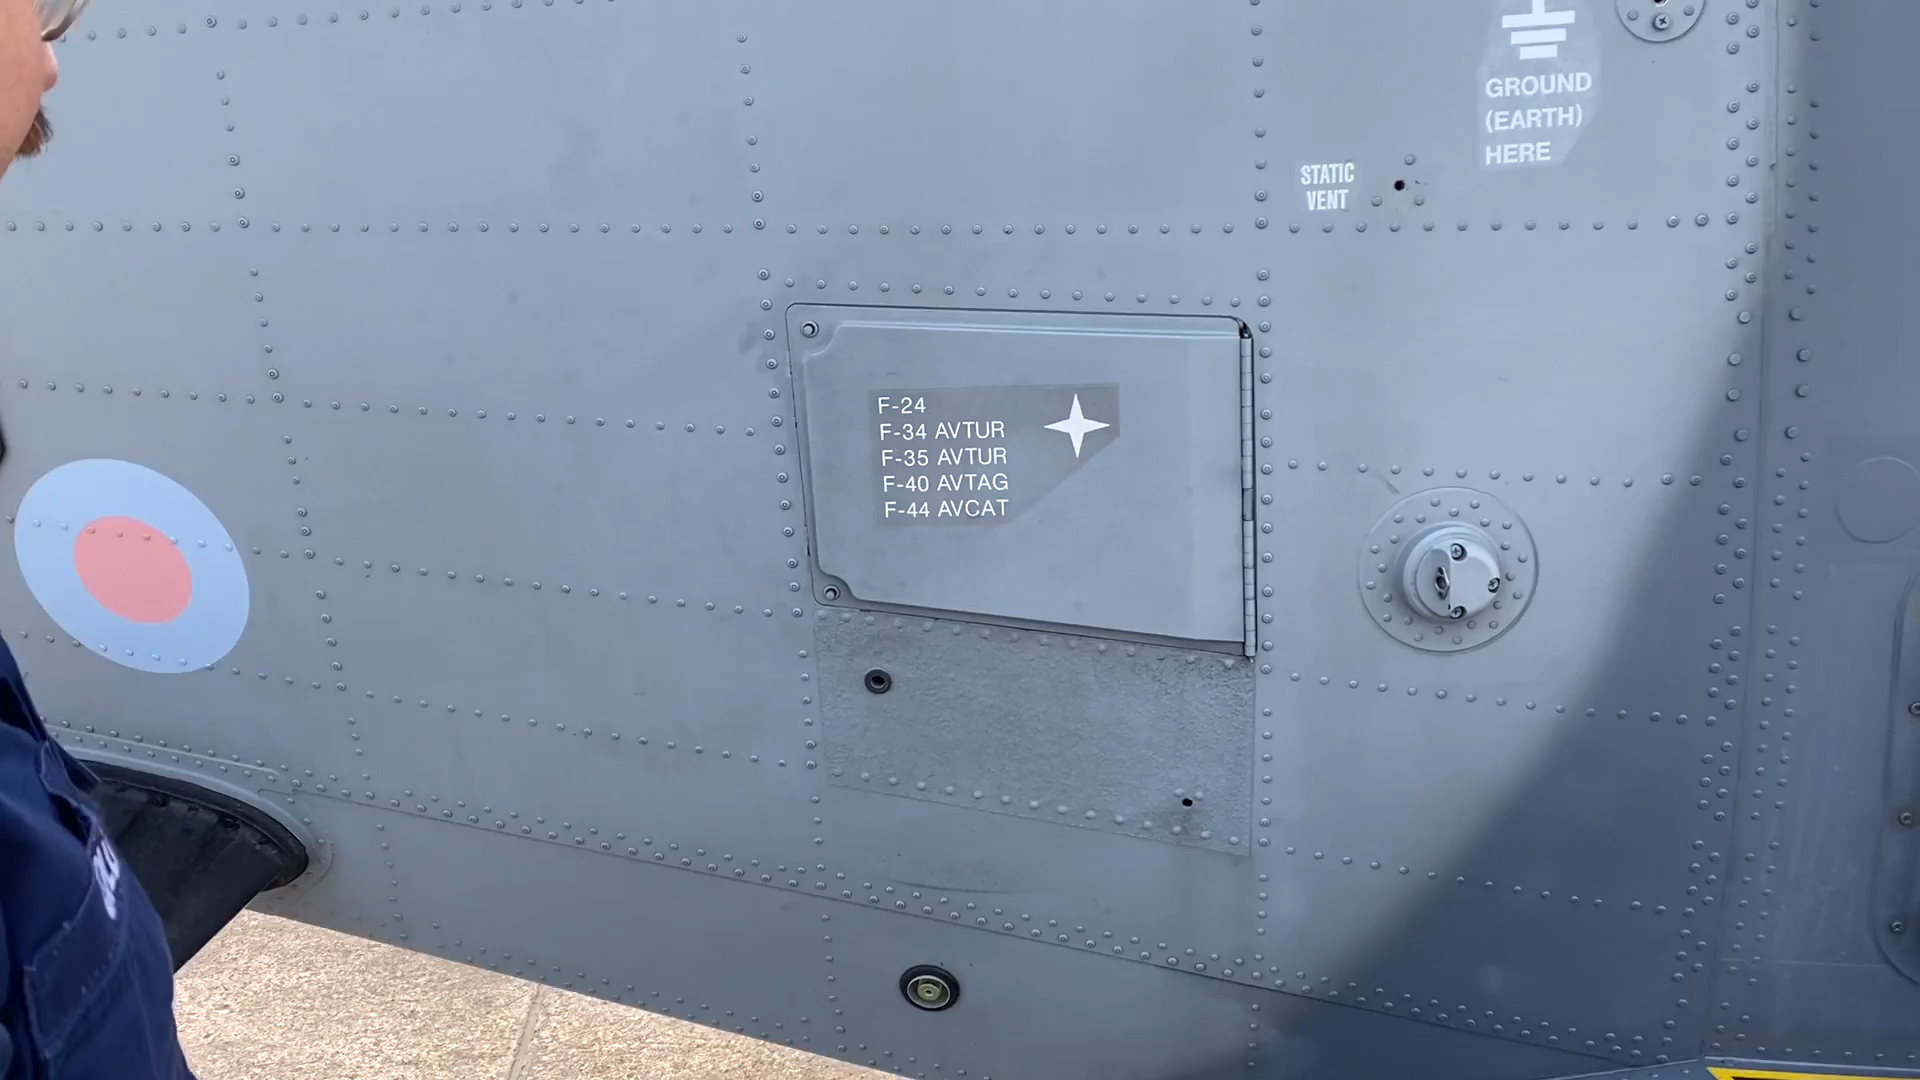 GROUND
(EARTH)
HERE
STATIC
VENT
F-24
F-34 AVTUR
F-35 AVTUR
F-40 AVTAG
F-44 AVCAT